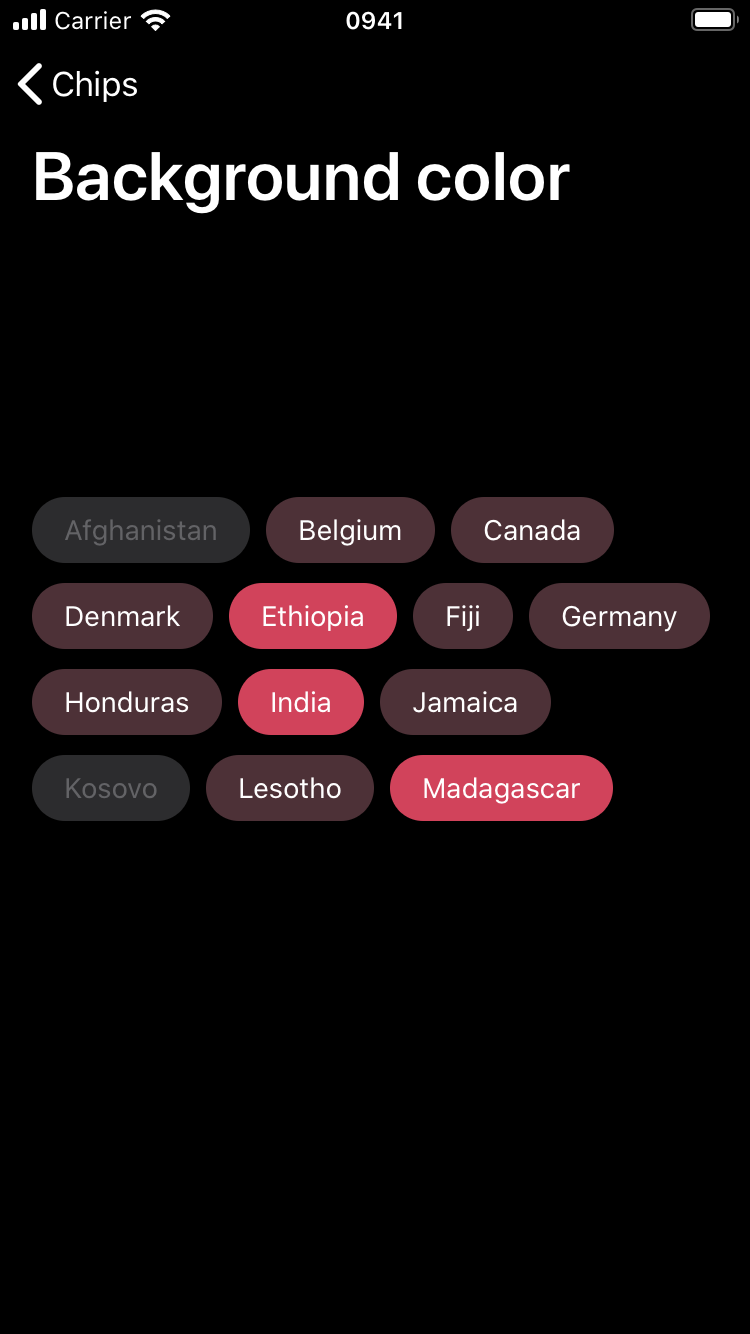 Carrier 0941
Chips
Background color
Afghanistan Belgium Canada
Denmark Ethiopia Fiji Germany
Honduras India Jamaica
Kosovo Lesotho Madagascar